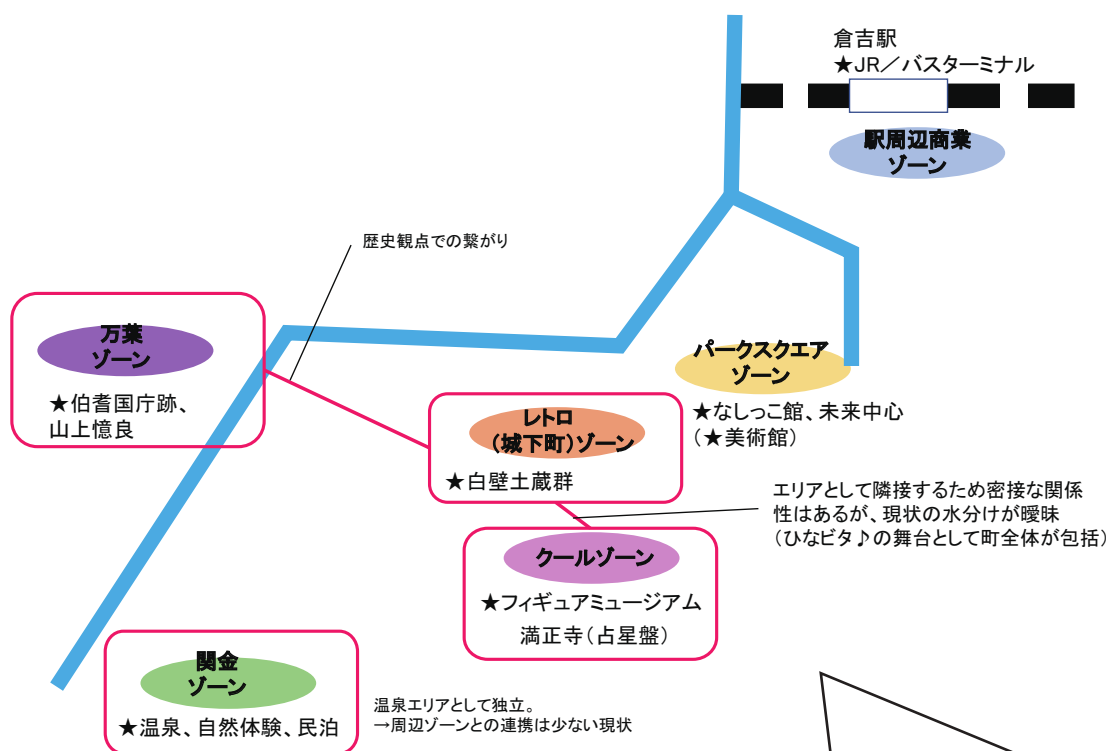 倉吉駅
★JR／バスターミナル
駅周辺商業
ゾーン
歴史観点での繋がり
万葉
ゾーン
★伯耆国庁跡、
山上憶良
パークスクエア
ゾーン
★なしっこ館、未来中心
（★美術館）
レトロ
（城下町）ゾーン
★白壁土蔵群
エリアとして隣接するため密接な関係
性はあるが、現状の水分けが曖昧
（ひなビタ♪の舞台として町全体が包括）
クールゾーン
★フィギュアミュージアム
満正寺（占星盤）
関金
ゾーン
★温泉、自然体験、民泊
温泉エリアとして独立。
→周辺ゾーンとの連携は少ない現状